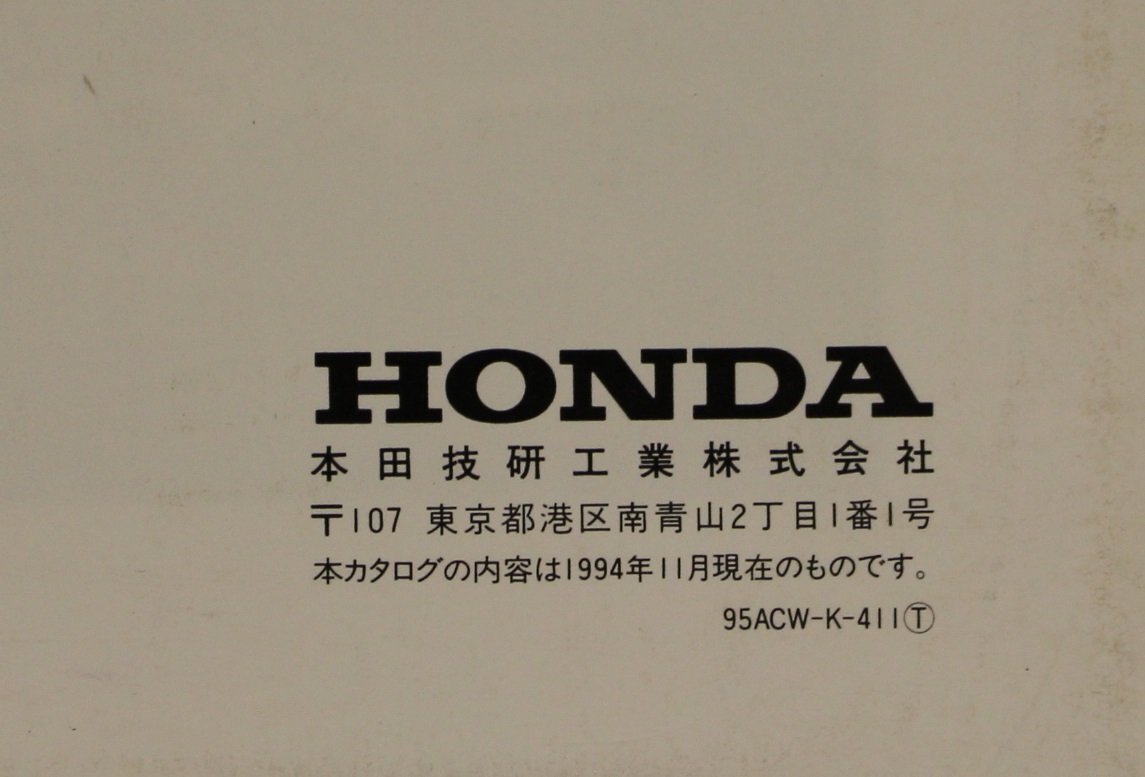 HONDA
本田技研工業株式会社
〒107 東京都港区南青山2丁目1番1号
本カタログの内容は1994年11月現在のものです。
95ACW-K-411Ⓣ